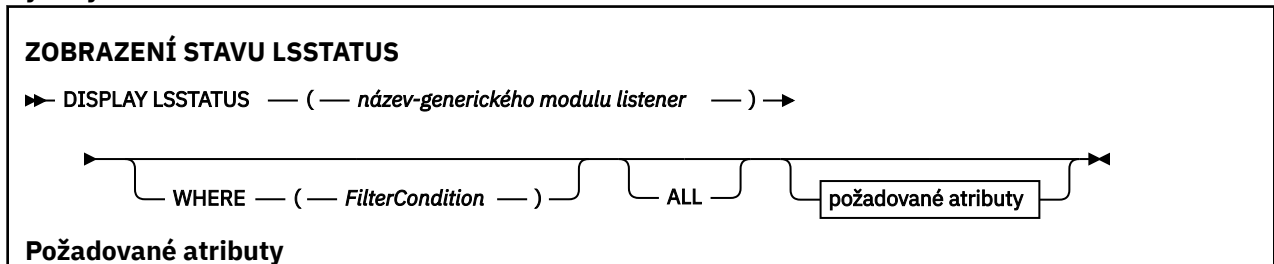 ZOBRAZENÍ STAVU LSSTATUS
DISPLAY LSSTATUS ( název-generického modulu listener )
WHERE ( FilterCondition ) ALL požadované atributy
Požadované atributy